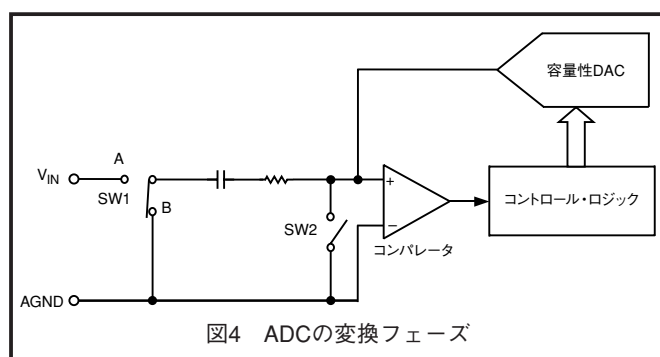 容量性DAC
VIN
A
SW1
B
+
−
SW2
コンパレータ
コントロール・ロジック
AGND
図4 ADCの変換フェーズ